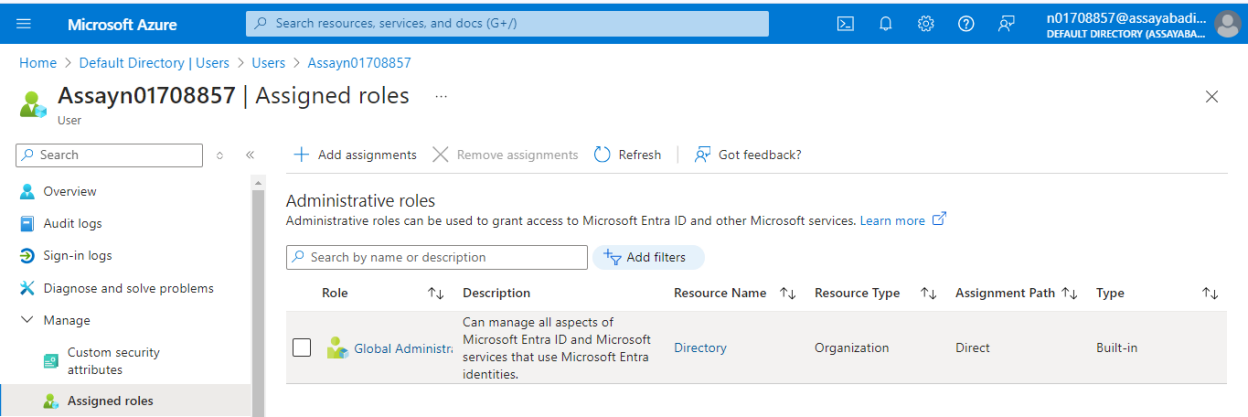 Microsoft Azure
Search resources, services, and docs (G+/)
n01708857@assayabadi...
DEFAULT DIRECTORY (ASSAYABA...
Home > Default Directory | Users > Users > Assayn01708857
Assayn01708857 | Assigned roles ...
User
Search
Add assignments
Remove assignments
Refresh
Got feedback?
Overview
Audit logs
Sign-in logs
Diagnose and solve problems
Manage
Custom security
attributes
Assigned roles
Administrative roles
Administrative roles can be used to grant access to Microsoft Entra ID and other Microsoft services. Learn more
Search by name or description
Add filters
Role Description Resource Name Resource Type Assignment Path Type
Global Administra
Can manage all aspects of
Microsoft Entra ID and Microsoft
services that use Microsoft Entra
identities.
Directory
Organization
Direct
Built-in